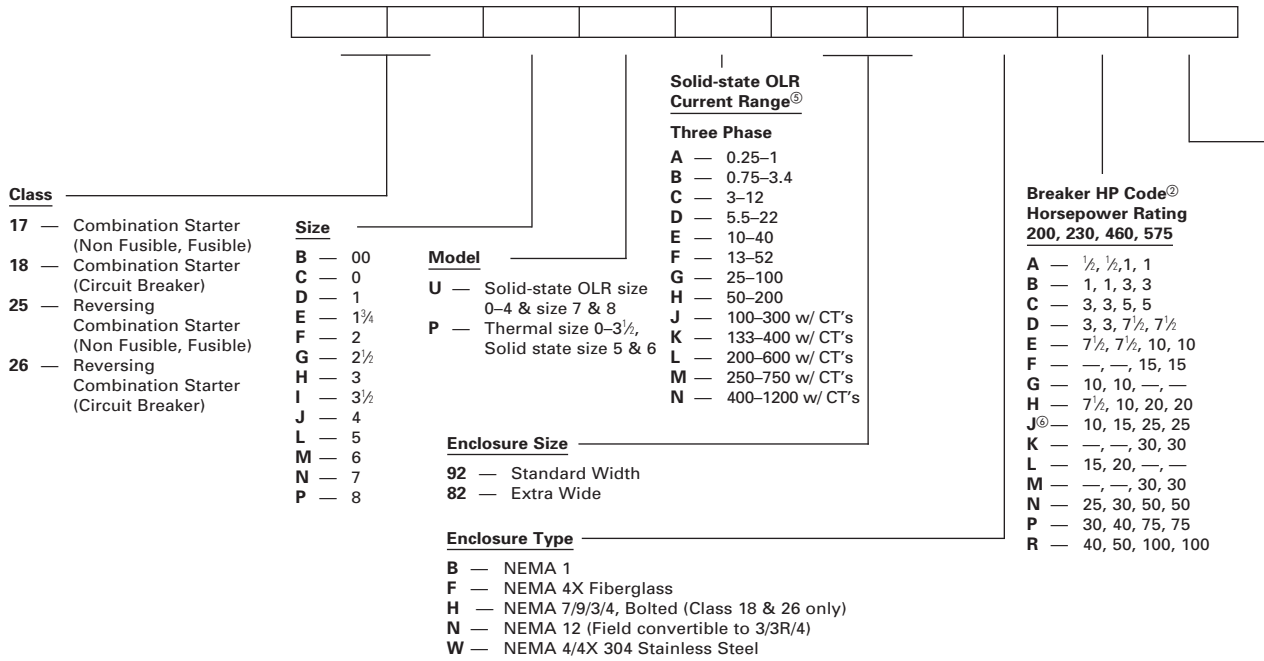 Solid-state OLR
Current Range⑤
Three Phase
A — 0.25–1
B — 0.75–3.4
C — 3–12
D — 5.5–22
E — 10–40
F — 13–52
G — 25–100
H — 50–200
J — 100–300 w/ CT's
K — 133–400 w/ CT's
L — 200–600 w/ CT's
M — 250–750 w/ CT's
N — 400–1200 w/ CT's
Class
17 — Combination Starter
(Non Fusible, Fusible)
18 — Combination Starter
(Circuit Breaker)
25 — Reversing
Combination Starter
(Non Fusible, Fusible)
26 — Reversing
Combination Starter
(Circuit Breaker)
Size
B — 00
C — 0
D — 1
E — 1¾
F — 2
G — 2½
H — 3
I — 3½
J — 4
L — 5
M — 6
N — 7
P — 8
Model
U — Solid-state OLR size
0–4 & size 7 & 8
P — Thermal size 0–3½,
Solid state size 5 & 6
Breaker HP Code②
Horsepower Rating
200, 230, 460, 575
A — ½, ½,1, 1
B — 1, 1, 3, 3
C — 3, 3, 5, 5
D — 3, 3, 7½, 7½
E — 7½, 7½, 10, 10
F — —, —, 15, 15
G — 10, 10, —, —
H — 7½, 10, 20, 20
J⑥— 10, 15, 25, 25
K — —, —, 30, 30
L — 15, 20, —, —
M — —, —, 30, 30
N — 25, 30, 50, 50
P — 30, 40, 75, 75
R — 40, 50, 100, 100
Enclosure Size
92 — Standard Width
82 — Extra Wide
Enclosure Type
B — NEMA 1
F — NEMA 4X Fiberglass
H — NEMA 7/9/3/4, Bolted (Class 18 & 26 only)
N — NEMA 12 (Field convertible to 3/3R/4)
W — NEMA 4/4X 304 Stainless Steel